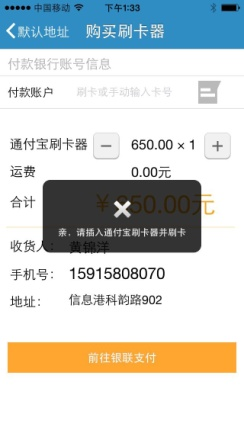 中国移动 下午1:33
默认地址 购买刷卡器
付款银行账号信息
付款账户 刷卡或手动输入卡号
通付宝刷卡器 650.00 × 1
运费 0.00元
合计 ￥650.00元
亲，请插入通付宝刷卡器并刷卡
收货人： 黄锦洋
手机号： 15915808070
地址： 信息港科韵路902
前往银联支付